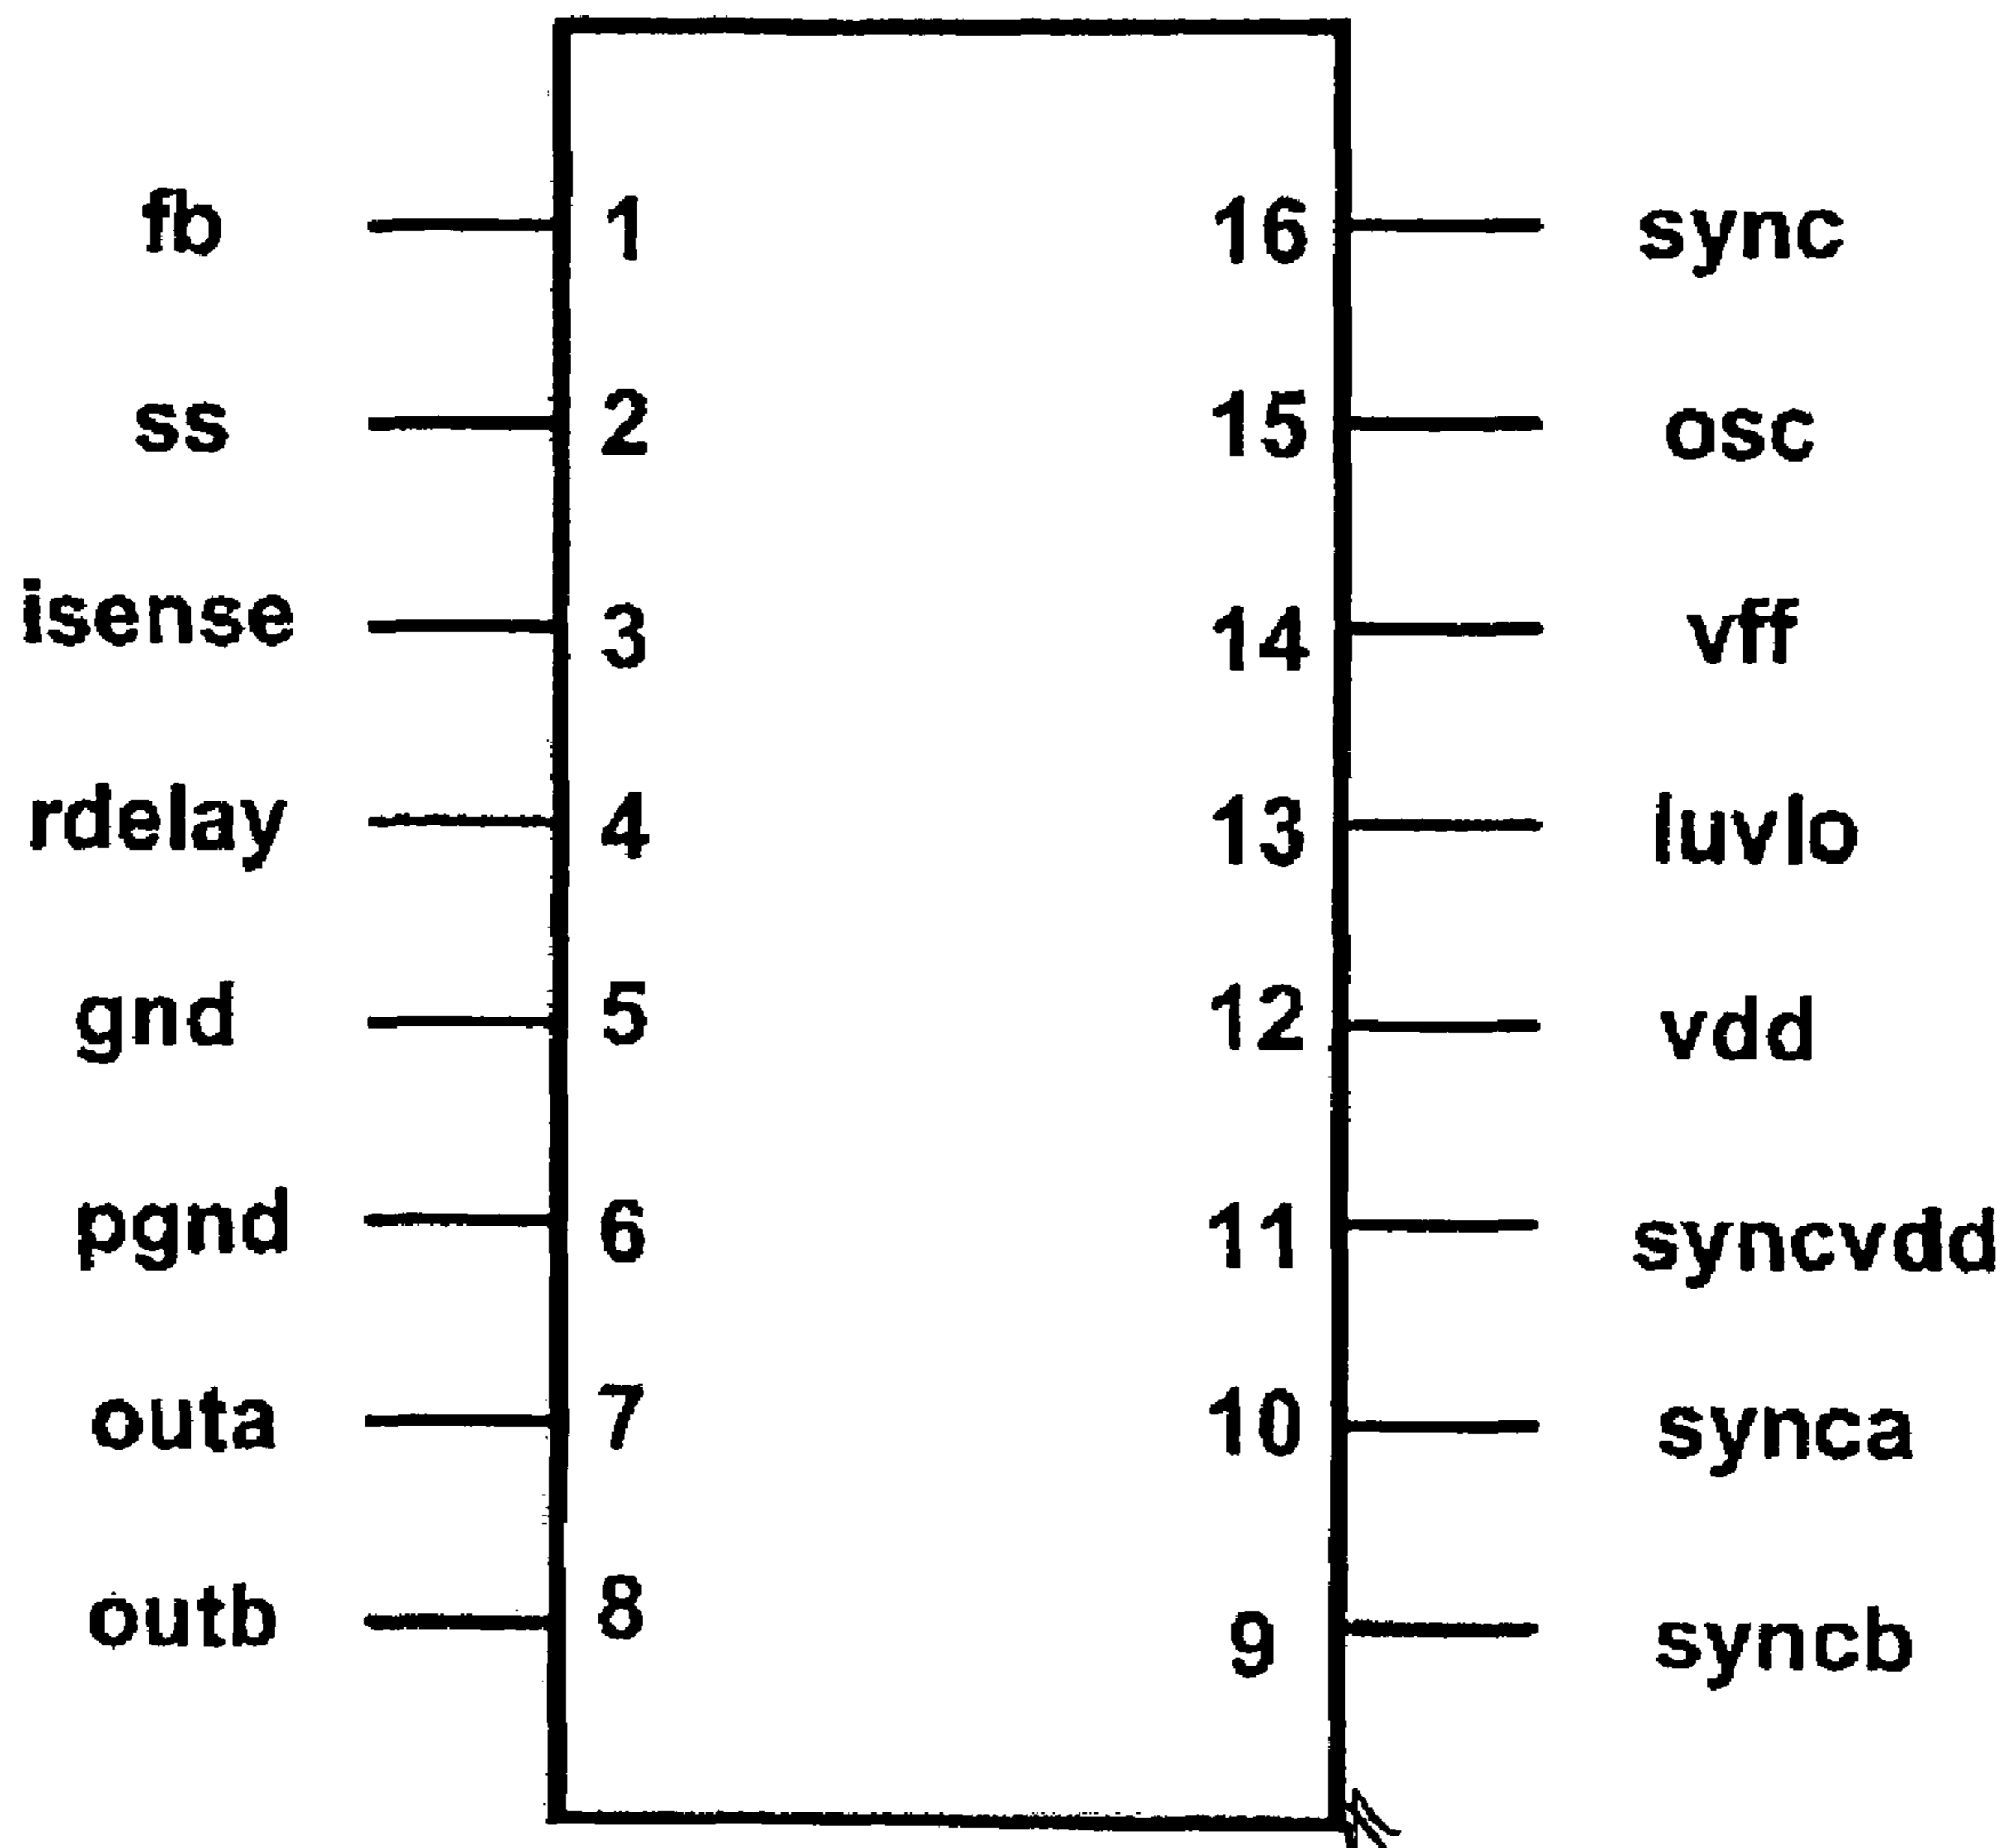 fb 1 16 sync
ss 2 15 osc
isense 3 14 vff
rdelay 4 13 luvlo
gnd 5 12 vdd
pgnd 6 11 syncvdd
outa 7 10 synca
outb 8 9 syncb